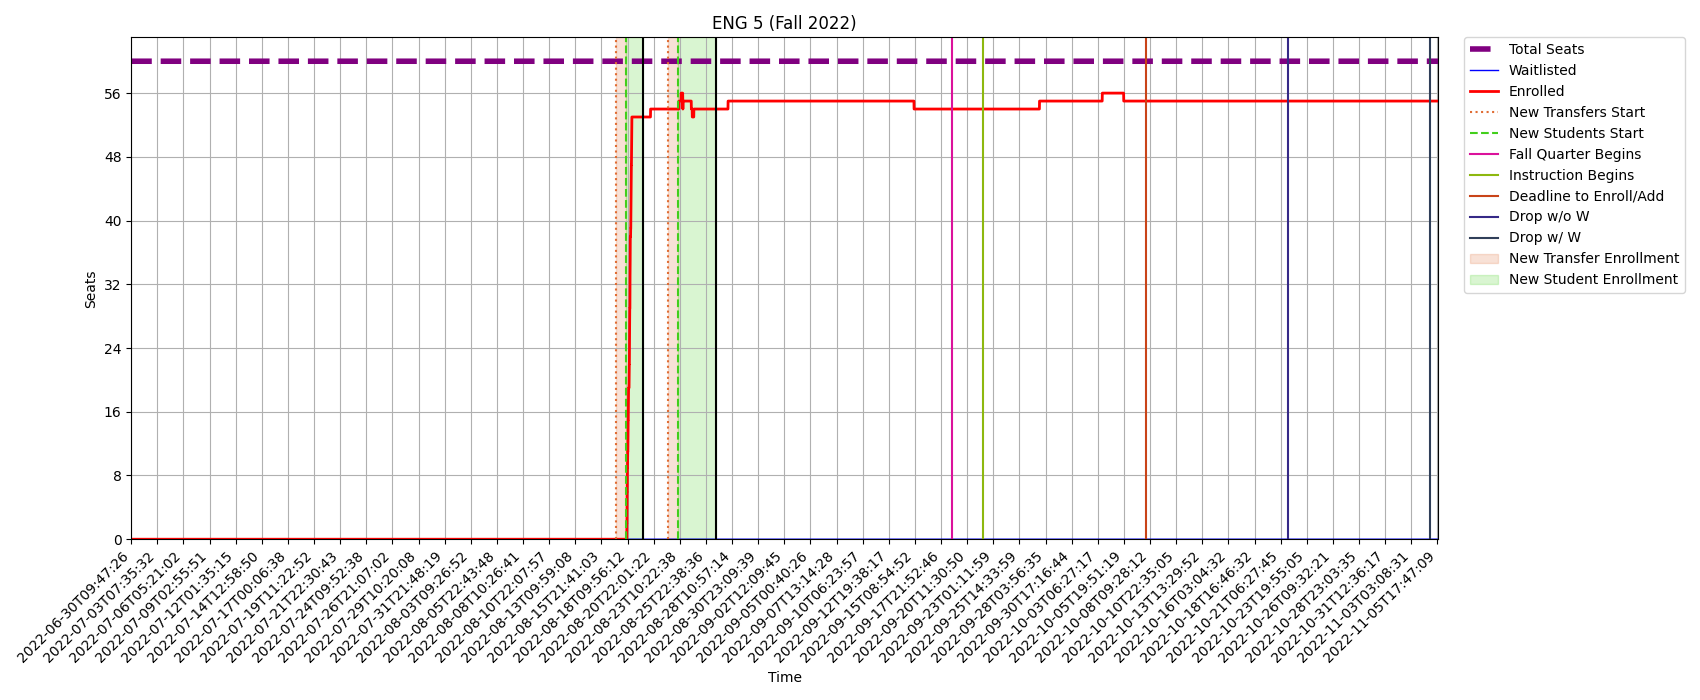 ENG 5 (Fall 2022)
Total Seats
Waitlisted
Enrolled
New Transfers Start
New Students Start
Fall Quarter Begins
Instruction Begins
Deadline to Enroll/Add
Drop w/o W
Drop w/ W
New Transfer Enrollment
New Student Enrollment
Seats
56
48
40
32
24
16
8
0
2022-06-30T09:47:26
2022-07-03T07:35:32
2022-07-06T05:21:02
2022-07-09T02:55:51
2022-07-12T01:35:15
2022-07-14T12:58:50
2022-07-17T00:06:38
2022-07-19T11:22:52
2022-07-21T22:30:43
2022-07-24T09:52:38
2022-07-26T21:07:02
2022-07-29T10:20:08
2022-07-31T21:48:19
2022-08-03T09:26:52
2022-08-05T22:43:48
2022-08-08T10:26:41
2022-08-10T22:07:57
2022-08-13T09:59:08
2022-08-15T21:41:03
2022-08-18T09:56:12
2022-08-20T22:01:22
2022-08-23T10:22:38
2022-08-25T22:38:36
2022-08-28T10:57:14
2022-08-30T23:09:39
2022-09-02T12:09:45
2022-09-05T00:40:26
2022-09-07T13:14:28
2022-09-10T06:23:57
2022-09-12T19:38:17
2022-09-15T08:54:52
2022-09-17T21:52:46
2022-09-20T11:30:50
2022-09-23T01:11:59
2022-09-25T14:33:59
2022-09-28T03:56:35
2022-09-30T17:16:44
2022-10-03T06:27:17
2022-10-05T19:51:19
2022-10-08T09:28:12
2022-10-10T22:35:05
2022-10-13T13:29:52
2022-10-16T03:04:32
2022-10-18T16:46:32
2022-10-21T06:27:45
2022-10-23T19:55:05
2022-10-26T09:32:21
2022-10-28T23:03:35
2022-10-31T12:36:17
2022-11-03T03:08:31
2022-11-05T17:47:09
Time